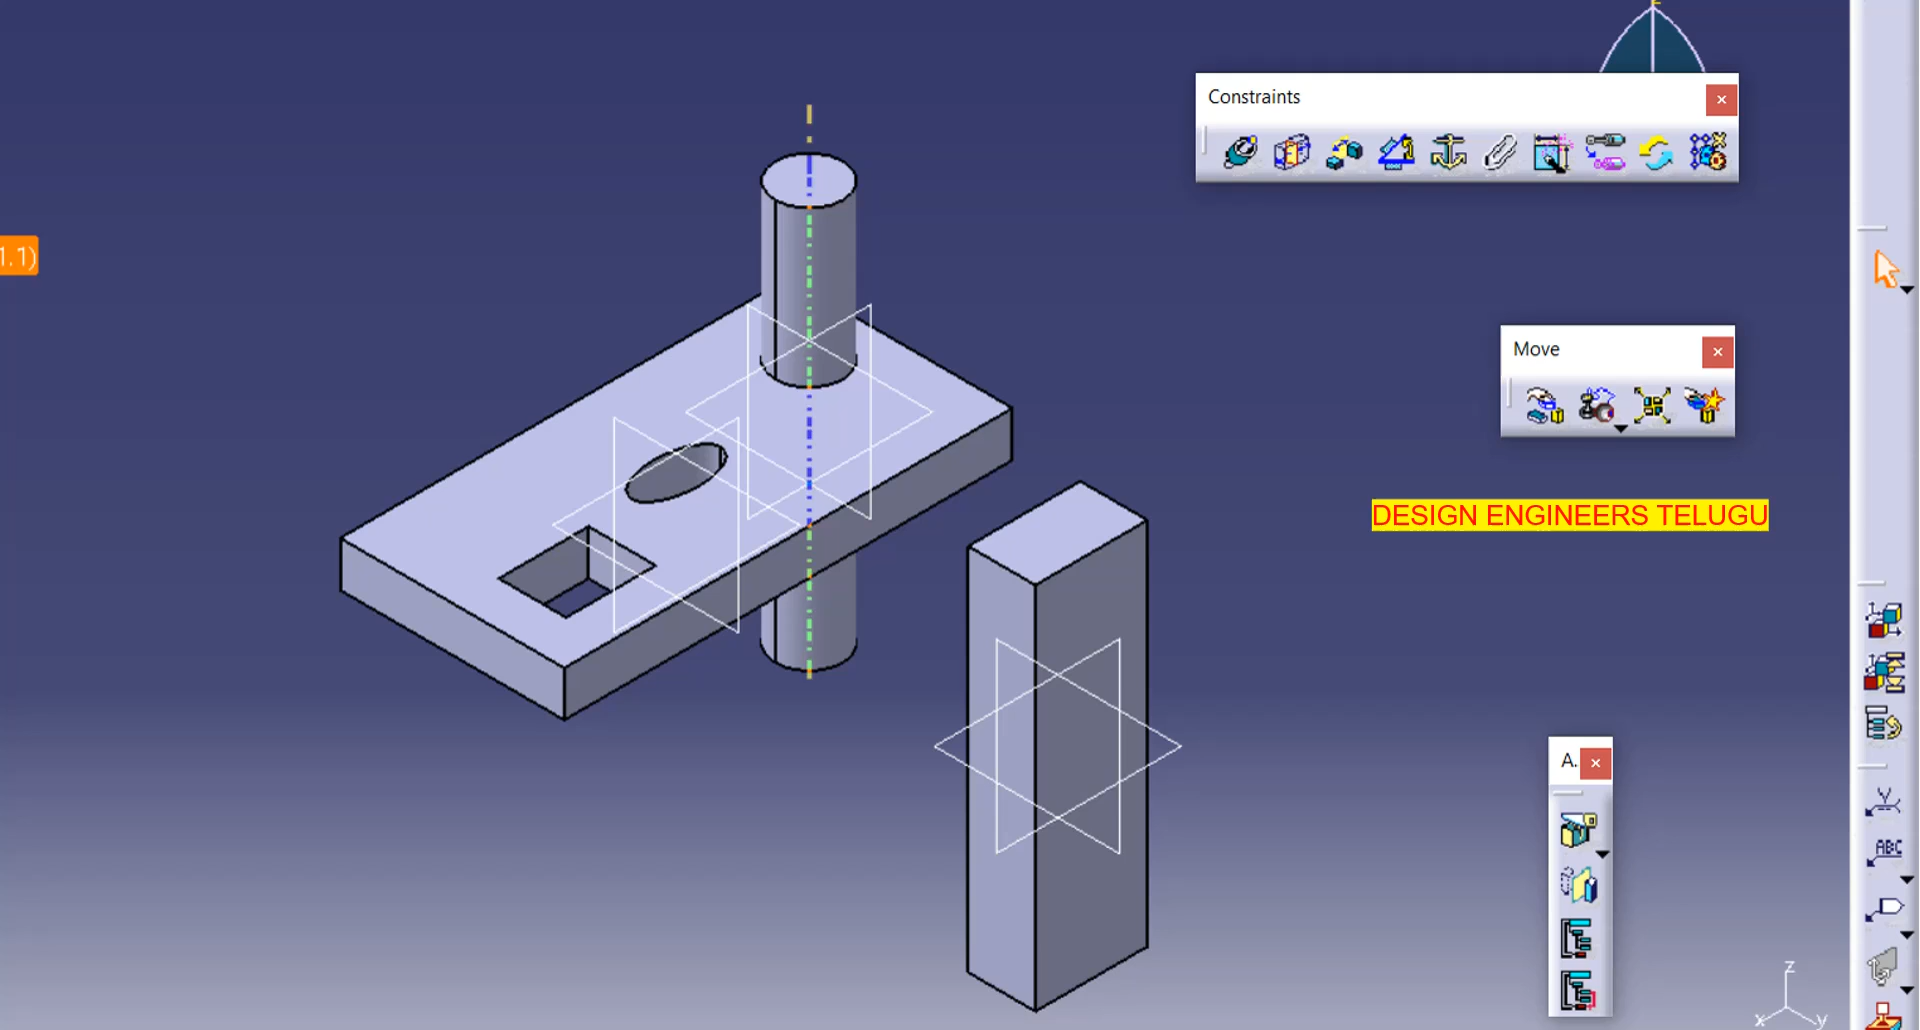 Constraints
1.1)
Move
DESIGN ENGINEERS TELUGU
A.
ABC
z
x
y